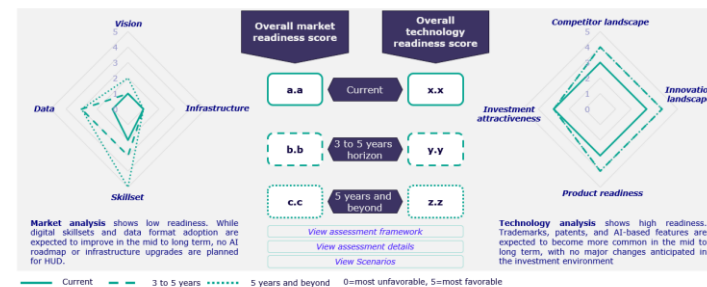 Vision
5
4
3
2
1
0
Data
Infrastructure
Skillset
Market analysis shows low readiness. While
digital skillsets and data format adoption are
expected to improve in the mid to long term, no AI
roadmap or infrastructure upgrades are planned
for HUD.
Overall market
readiness score
Overall
technology
readiness score
a.a
Current
x.x
b.b
3 to 5 years
horizon
y.y
c.c
5 years and
beyond
z.z
View assessment framework
View assessment details
View Scenarios
Competitor landscape
5
4
3
2
1
0
Investment
attractiveness
Innovation
landscape
Product readiness
Technology analysis shows high readiness.
Trademarks, patents, and AI-based features are
expected to become more common in the mid to
long term, with no major changes anticipated in
the investment environment
Current
3 to 5 years
5 years and beyond
0=most unfavorable, 5=most favorable